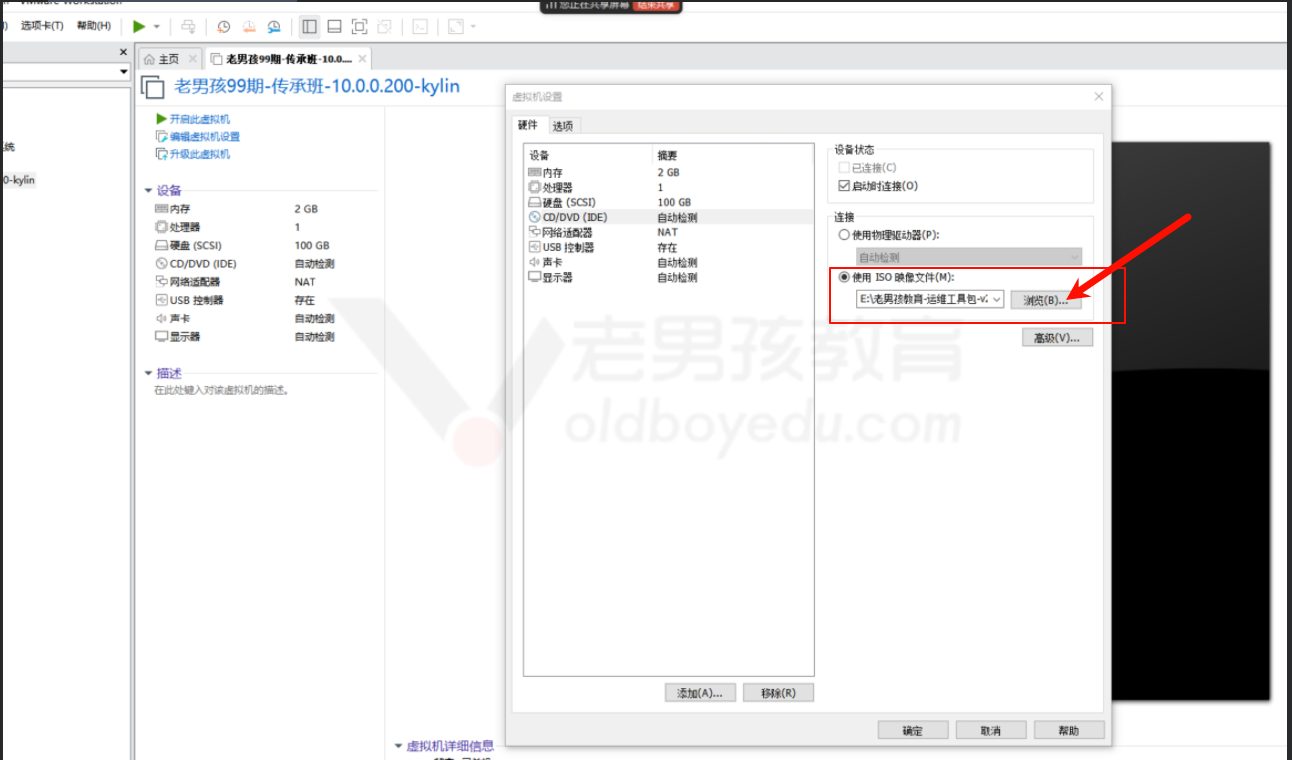 VMware Workstation
您正在共享屏幕 结束共享
选项卡(T) 帮助(H)
主页
老男孩99期-传承班-10.0....
老男孩99期-传承班-10.0.0.200-kylin
开启此虚拟机
编辑虚拟机设置
升级此虚拟机
统
0-kylin
设备
内存 2 GB
处理器 1
硬盘 (SCSI) 100 GB
CD/DVD (IDE) 自动检测
网络适配器 NAT
USB 控制器 存在
声卡 自动检测
显示器 自动检测
描述
在此处键入对该虚拟机的描述。
虚拟机详细信息
虚拟机设置
硬件 选项
设备 摘要
内存 2 GB
处理器 1
硬盘 (SCSI) 100 GB
CD/DVD (IDE) 自动检测
网络适配器 NAT
USB 控制器 存在
声卡 自动检测
显示器 自动检测
添加(A)... 移除(R)
设备状态
已连接(C)
启动时连接(O)
连接
使用物理驱动器(P):
自动检测
使用 ISO 映像文件(M):
E:\老男孩教育-运维工具包-v2 浏览(B)...
高级(V)...
确定 取消 帮助
老男孩教育
oldboyedu.com